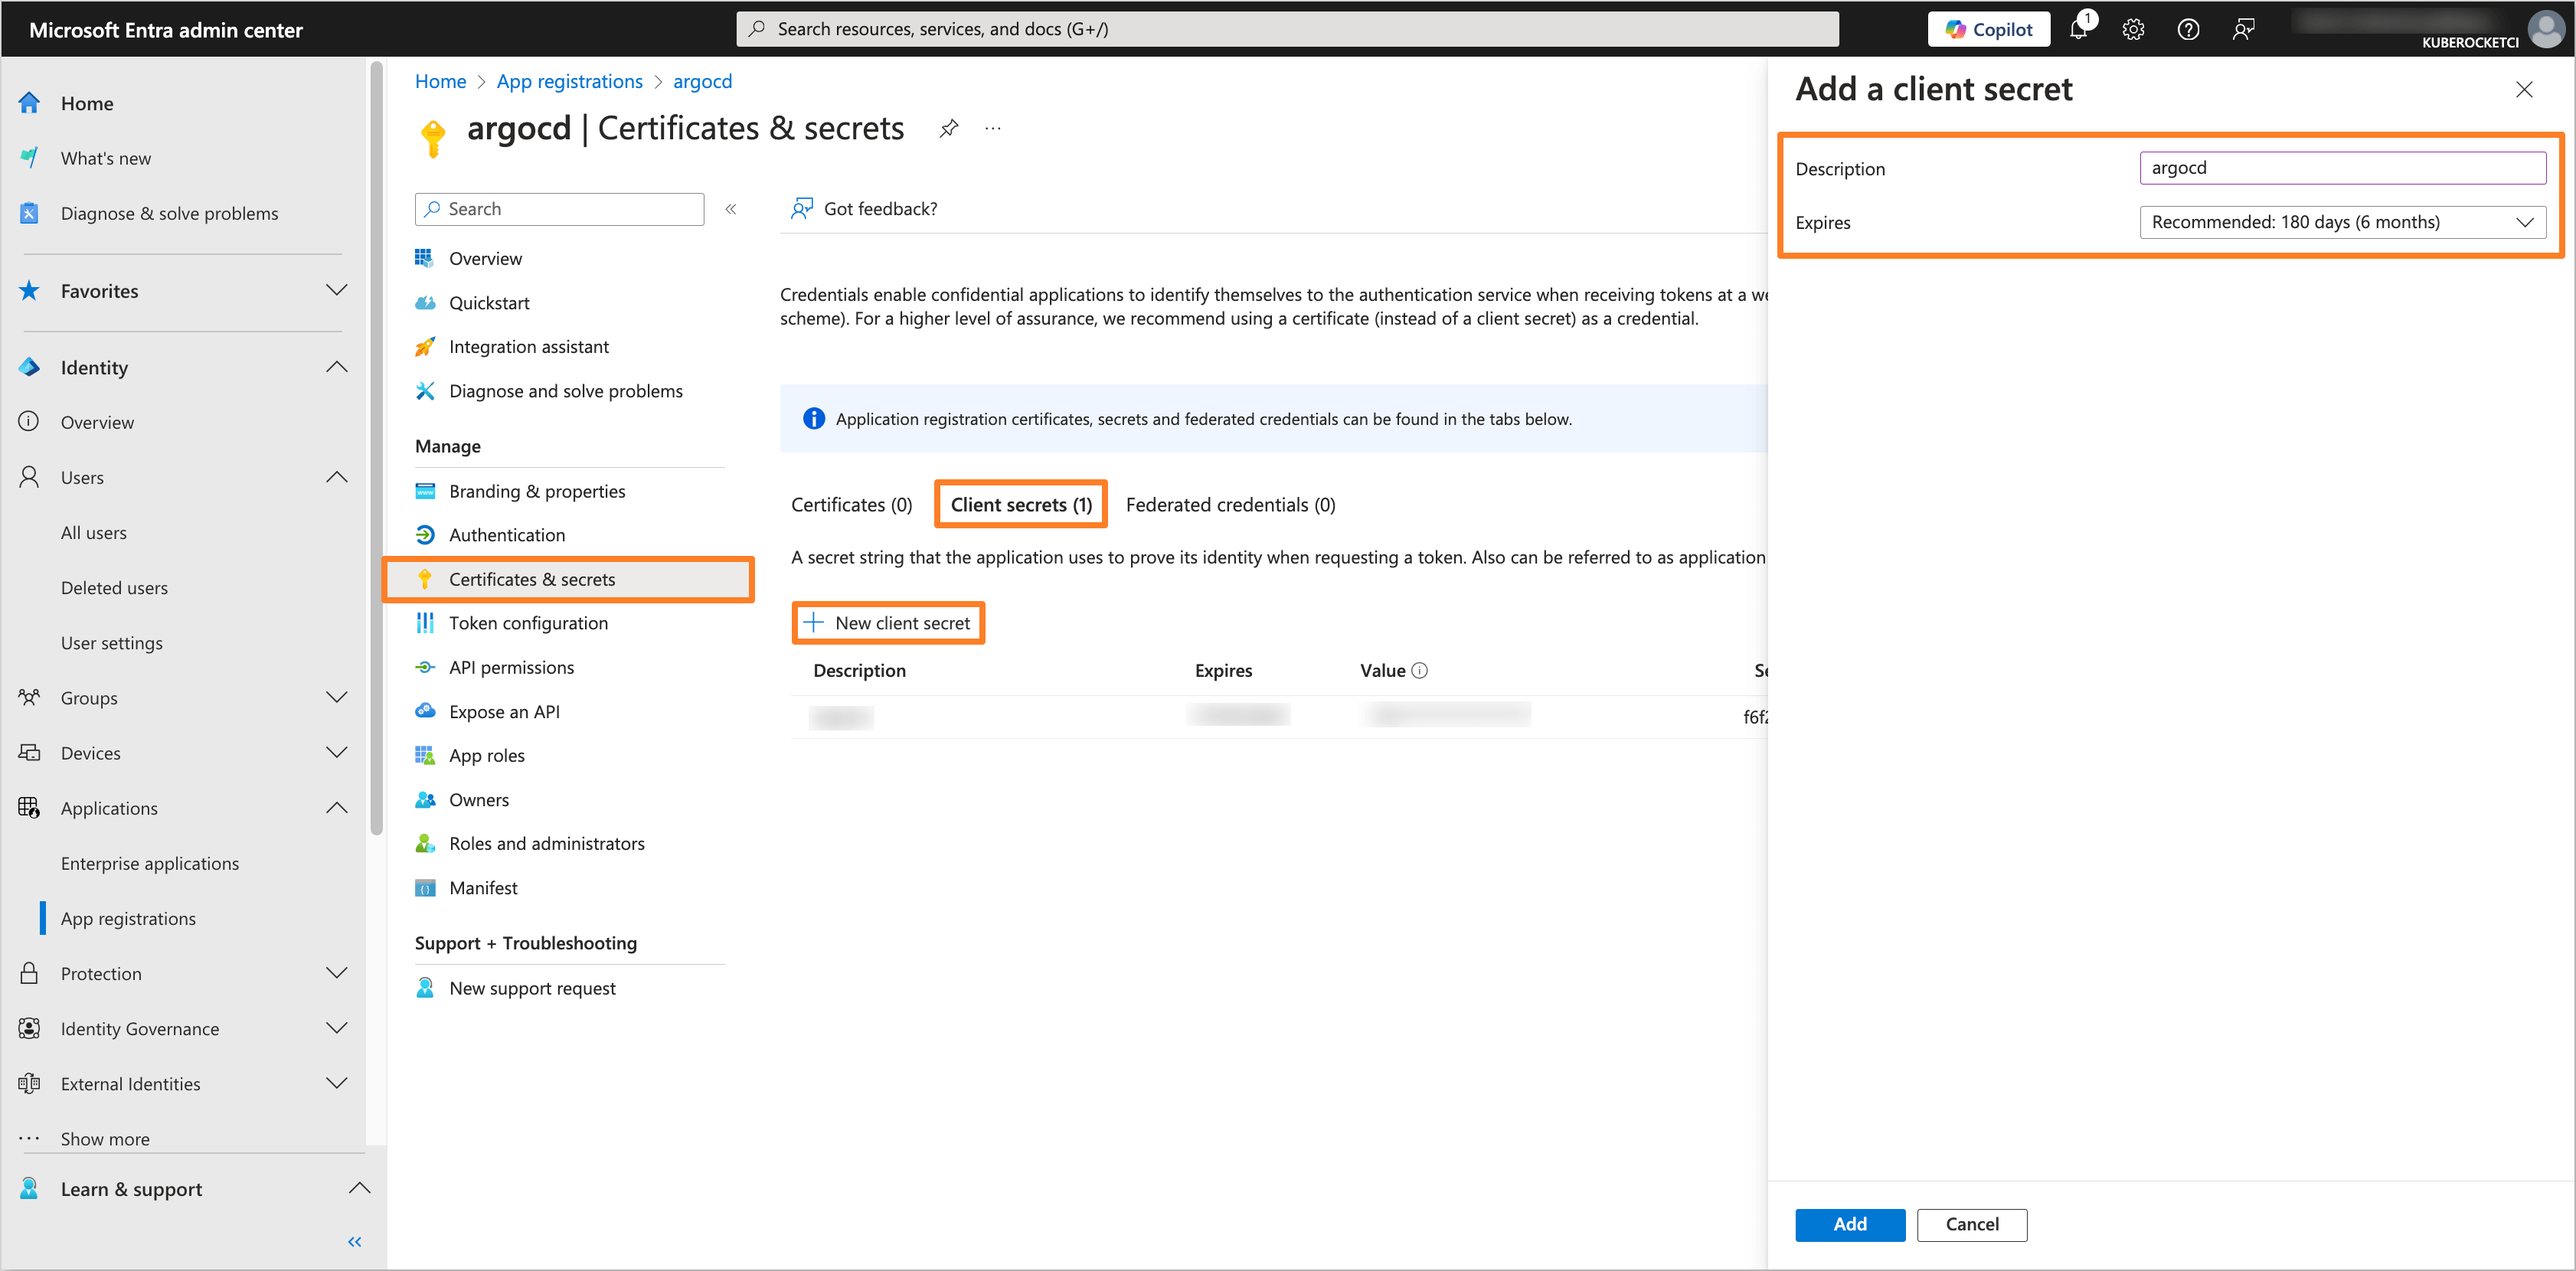 Microsoft Entra admin center
Search resources, services, and docs (G+/)
Copilot
1
KUBEROCKETCI
Home
What's new
Diagnose & solve problems
Favorites
Identity
Overview
Users
All users
Deleted users
User settings
Groups
Devices
Applications
Enterprise applications
App registrations
Protection
Identity Governance
External Identities
Show more
Learn & support
Home > App registrations > argocd
argocd | Certificates & secrets
Search
Overview
Quickstart
Integration assistant
Diagnose and solve problems
Manage
Branding & properties
Authentication
Certificates & secrets
Token configuration
API permissions
Expose an API
App roles
Owners
Roles and administrators
Manifest
Support + Troubleshooting
New support request
Got feedback?
Credentials enable confidential applications to identify themselves to the authentication service when receiving tokens at a we
scheme). For a higher level of assurance, we recommend using a certificate (instead of a client secret) as a credential.
Application registration certificates, secrets and federated credentials can be found in the tabs below.
Certificates (0) Client secrets (1) Federated credentials (0)
A secret string that the application uses to prove its identity when requesting a token. Also can be referred to as application
New client secret
Description Expires Value Se
f6f2
Add a client secret
Description argocd
Expires Recommended: 180 days (6 months)
Add Cancel